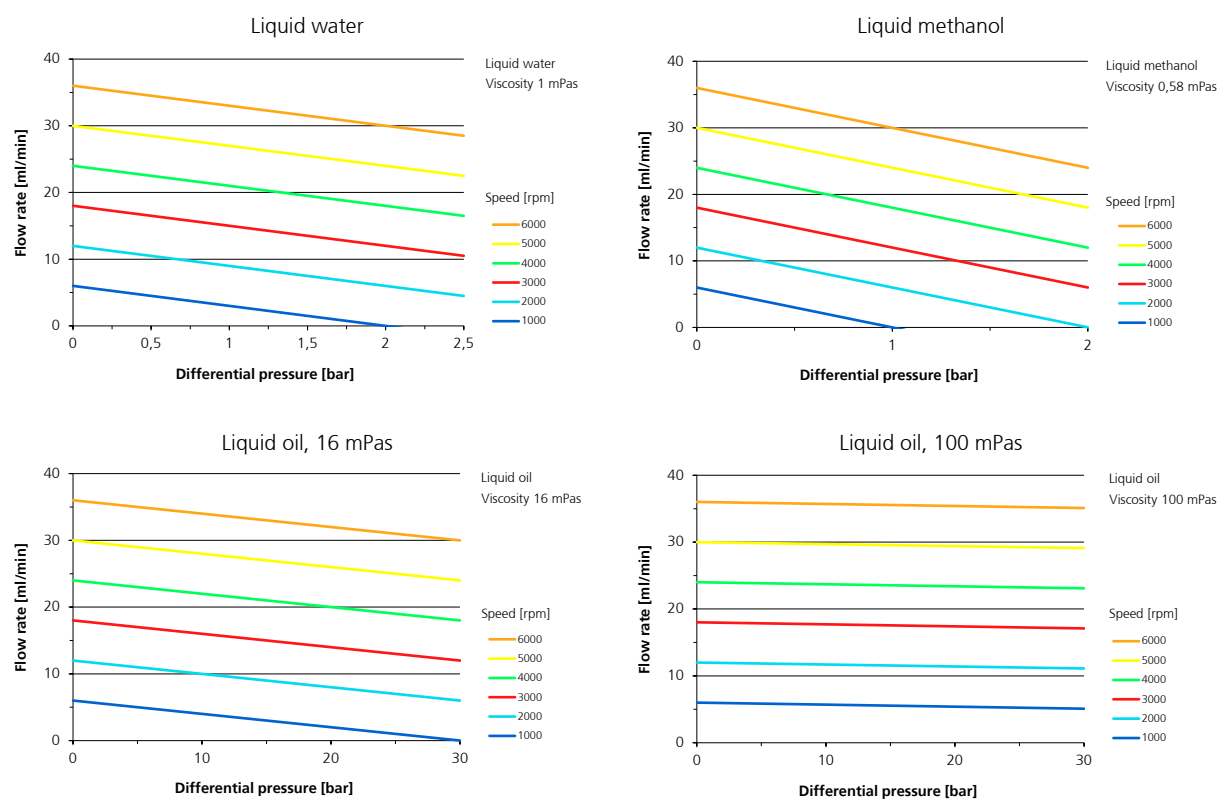 Liquid water
Liquid water
Viscosity 1 mPas
Flow rate [ml/min]
40
30
20
10
0
0 0,5 1 1,5 2 2,5
Differential pressure [bar]
Speed [rpm]
6000
5000
4000
3000
2000
1000
Liquid methanol
Liquid methanol
Viscosity 0,58 mPas
Flow rate [ml/min]
40
30
20
10
0
0 1 2
Differential pressure [bar]
Speed [rpm]
6000
5000
4000
3000
2000
1000
Liquid oil, 16 mPas
Liquid oil
Viscosity 16 mPas
Flow rate [ml/min]
40
30
20
10
0
0 10 20 30
Differential pressure [bar]
Speed [rpm]
6000
5000
4000
3000
2000
1000
Liquid oil, 100 mPas
Liquid oil
Viscosity 100 mPas
Flow rate [ml/min]
40
30
20
10
0
0 10 20 30
Differential pressure [bar]
Speed [rpm]
6000
5000
4000
3000
2000
1000